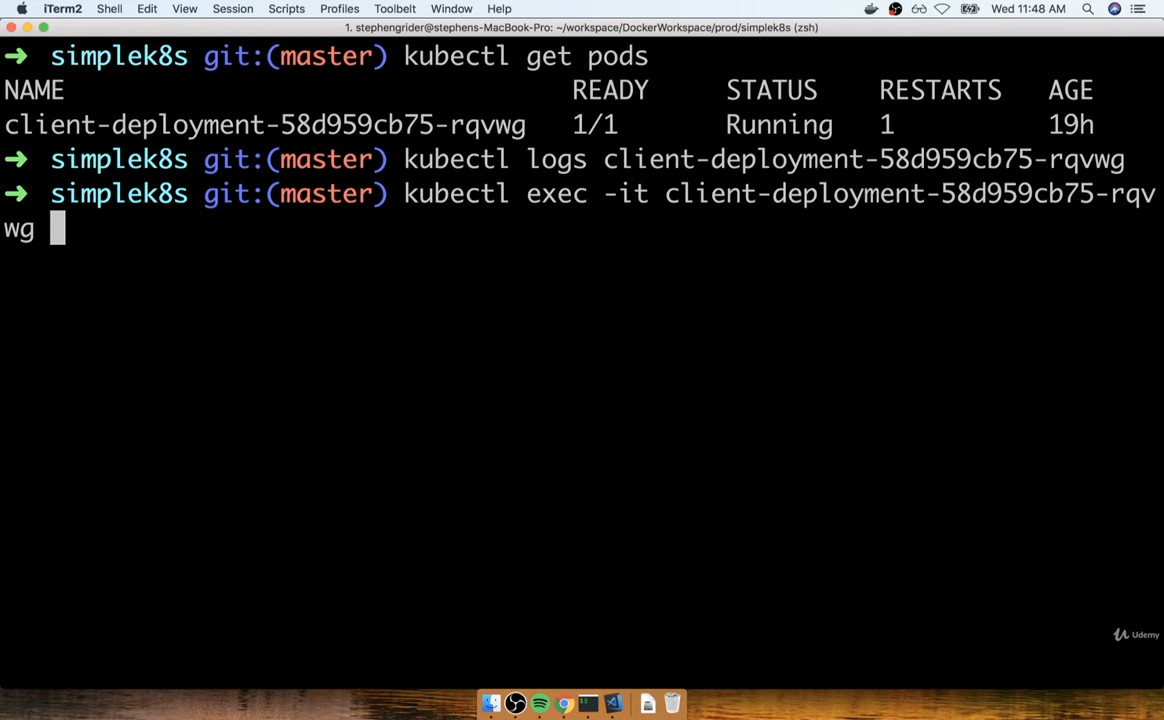 iTerm2 Shell Edit View Session Scripts Profiles Toolbelt Window Help Wed 11:48 AM
1. stephengrider@stephens-MacBook-Pro: ~/workspace/DockerWorkspace/prod/simplek8s (zsh)
➜ simplek8s git:(master) kubectl get pods
NAME READY STATUS RESTARTS AGE
client-deployment-58d959cb75-rqvwg 1/1 Running 1 19h
➜ simplek8s git:(master) kubectl logs client-deployment-58d959cb75-rqvwg
➜ simplek8s git:(master) kubectl exec -it client-deployment-58d959cb75-rqv
wg
Udemy